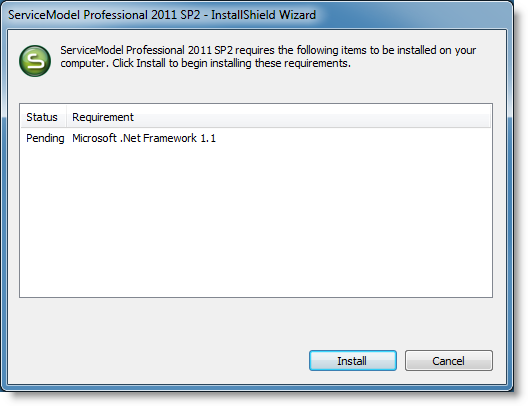 ServiceModel Professional 2011 SP2 - InstallShield Wizard
S
ServiceModel Professional 2011 SP2 requires the following items to be installed on your
computer. Click Install to begin installing these requirements.
Status Requirement
Pending Microsoft .Net Framework 1.1
Install Cancel